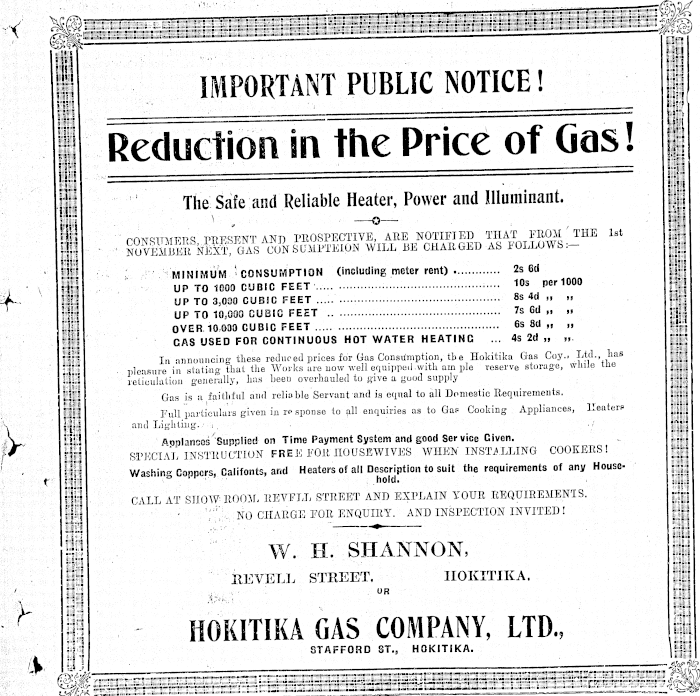 IMPORTANT PUBLIC NOTICE!
Reduction in the Price of Gas!
The Safe and Reliable Heater, Power and Illuminant.
CONSUMERS, PRESENT AND PROSPECTIVE, ARE NOTIFIED THAT FROM THE 1st
NOVEMBER NEXT, GAS CONSUMPTEION WILL BE CHARGED AS FOLLOWS:—
MINIMUM CONSUMPTION (including meter rent) ............ 2s 6d
UP TO 1000 CUBIC FEET ..... ............................................ 10s per 1000
UP TO 3,000 CUBIC FEET ..... ............................................ 8s 4d ,, ,,
UP TO 10,000 CUBIC FEET .. ............................................ 7s 6d ,, ,,
OVER 10,000 CUBIC FEET ..... ............................................ 6s 8d ,, ,,
GAS USED FOR CONTINUOUS HOT WATER HEATING ... 4s 2d ,, ,,
In announcing these reduced prices for Gas Consumption, the Hokitika Gas Coy., Ltd., has
pleasure in stating that the Works are now well equipped with ample reserve storage, while the
reticulation generally, has been overhauled to give a good supply
Gas is a faithful and reliable Servant and is equal to all Domestic Requirements.
Full particulars given in response to all enquiries as to Gas Cooking Appliances, Heaters
and Lighting.
Appliances Supplied on Time Payment System and good Service Given.
SPECIAL INSTRUCTION FREE FOR HOUSEWIVES WHEN INSTALLING COOKERS!
Washing Coppers, Califonts, and Heaters of all Description to suit the requirements of any House-
hold.
CALL AT SHOW ROOM REVELL STREET AND EXPLAIN YOUR REQUIREMENTS.
NO CHARGE FOR ENQUIRY. AND INSPECTION INVITED!
W. H. SHANNON,
REVELL STREET. HOKITIKA.
OR
HOKITIKA GAS COMPANY, LTD.,
STAFFORD ST., HOKITIKA.